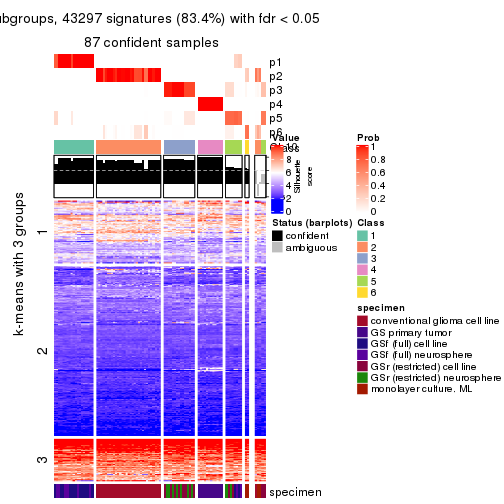 ubgroups, 43297 signatures (83.4%) with fdr < 0.05
87 confident samples
p1
p2
p3
p4
p5
p6
Class
Silhouette
score
k-means with 3 groups
1
2
3
specimen
Value
10
8
6
4
2
0
Status (barplots)
confident
ambiguous
Prob
1
0.8
0.6
0.4
0.2
0
Class
1
2
3
4
5
6
specimen
conventional glioma cell line
GS primary tumor
GSf (full) cell line
GSf (full) neurosphere
GSr (restricted) cell line
GSr (restricted) neurosphere
monolayer culture, ML